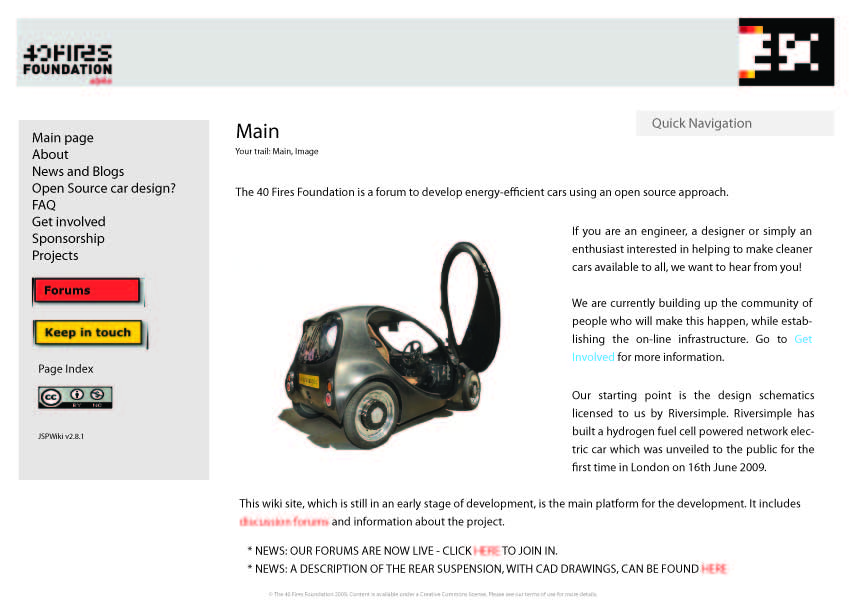 40 FIRES
FOUNDATION
alpha
Main page
About
News and Blogs
Open Source car design?
FAQ
Get involved
Sponsorship
Projects
Forums
Keep in touch
Page Index
cc
BY NC
JSPWiki v2.8.1
Main
Your trail: Main, Image
Quick Navigation
The 40 Fires Foundation is a forum to develop energy-efficient cars using an open source approach.
If you are an engineer, a designer or simply an
enthusiast interested in helping to make cleaner
cars available to all, we want to hear from you!
We are currently building up the community of
people who will make this happen, while estab-
lishing the on-line infrastructure. Go to Get
Involved for more information.
Our starting point is the design schematics
licensed to us by Riversimple. Riversimple has
built a hydrogen fuel cell powered network elec-
tric car which was unveiled to the public for the
first time in London on 16th June 2009.
This wiki site, which is still in an early stage of development, is the main platform for the development. It includes
discussion forums and information about the project.
* NEWS: OUR FORUMS ARE NOW LIVE - CLICK HERE TO JOIN IN.
* NEWS: A DESCRIPTION OF THE REAR SUSPENSION, WITH CAD DRAWINGS, CAN BE FOUND HERE
© The 40 Fires Foundation 2009. Content is available under a Creative Commons license. Please see our terms of use for more details.